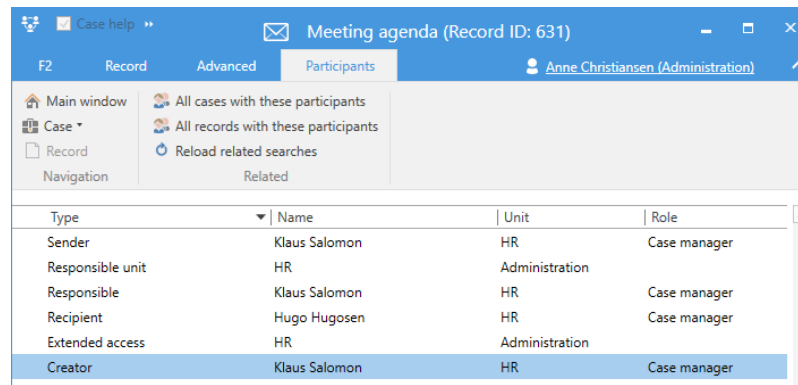 Case help
Meeting agenda (Record ID: 631)
F2 Record Advanced Participants Anne Christiansen (Administration)
Main window All cases with these participants
Case All records with these participants
Record Reload related searches
Navigation Related
Type Name Unit Role
Sender Klaus Salomon HR Case manager
Responsible unit HR Administration
Responsible Klaus Salomon HR Case manager
Recipient Hugo Hugosen HR Case manager
Extended access HR Administration
Creator Klaus Salomon HR Case manager